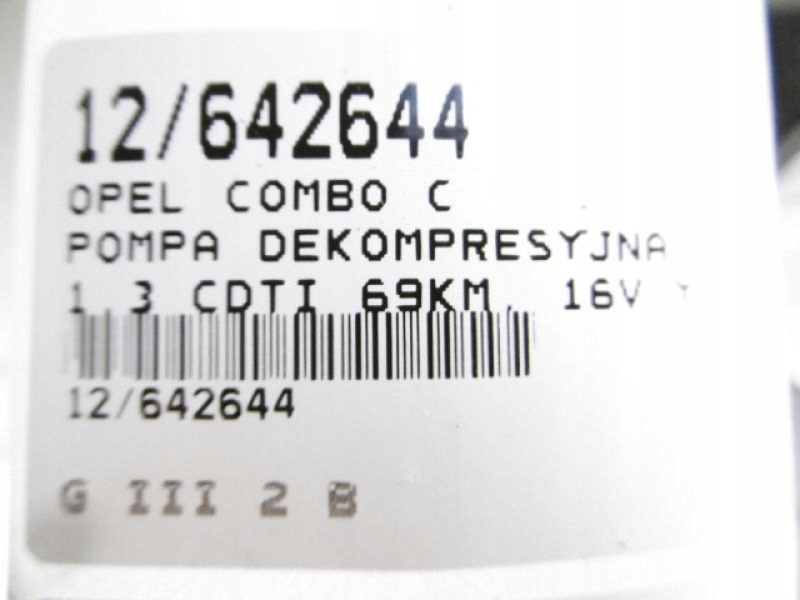 12/642644
OPEL COMBO C
POMPA DEKOMPRESYJNA
1.3 CDTI 69KM. 16V
12/642644
G III 2 B